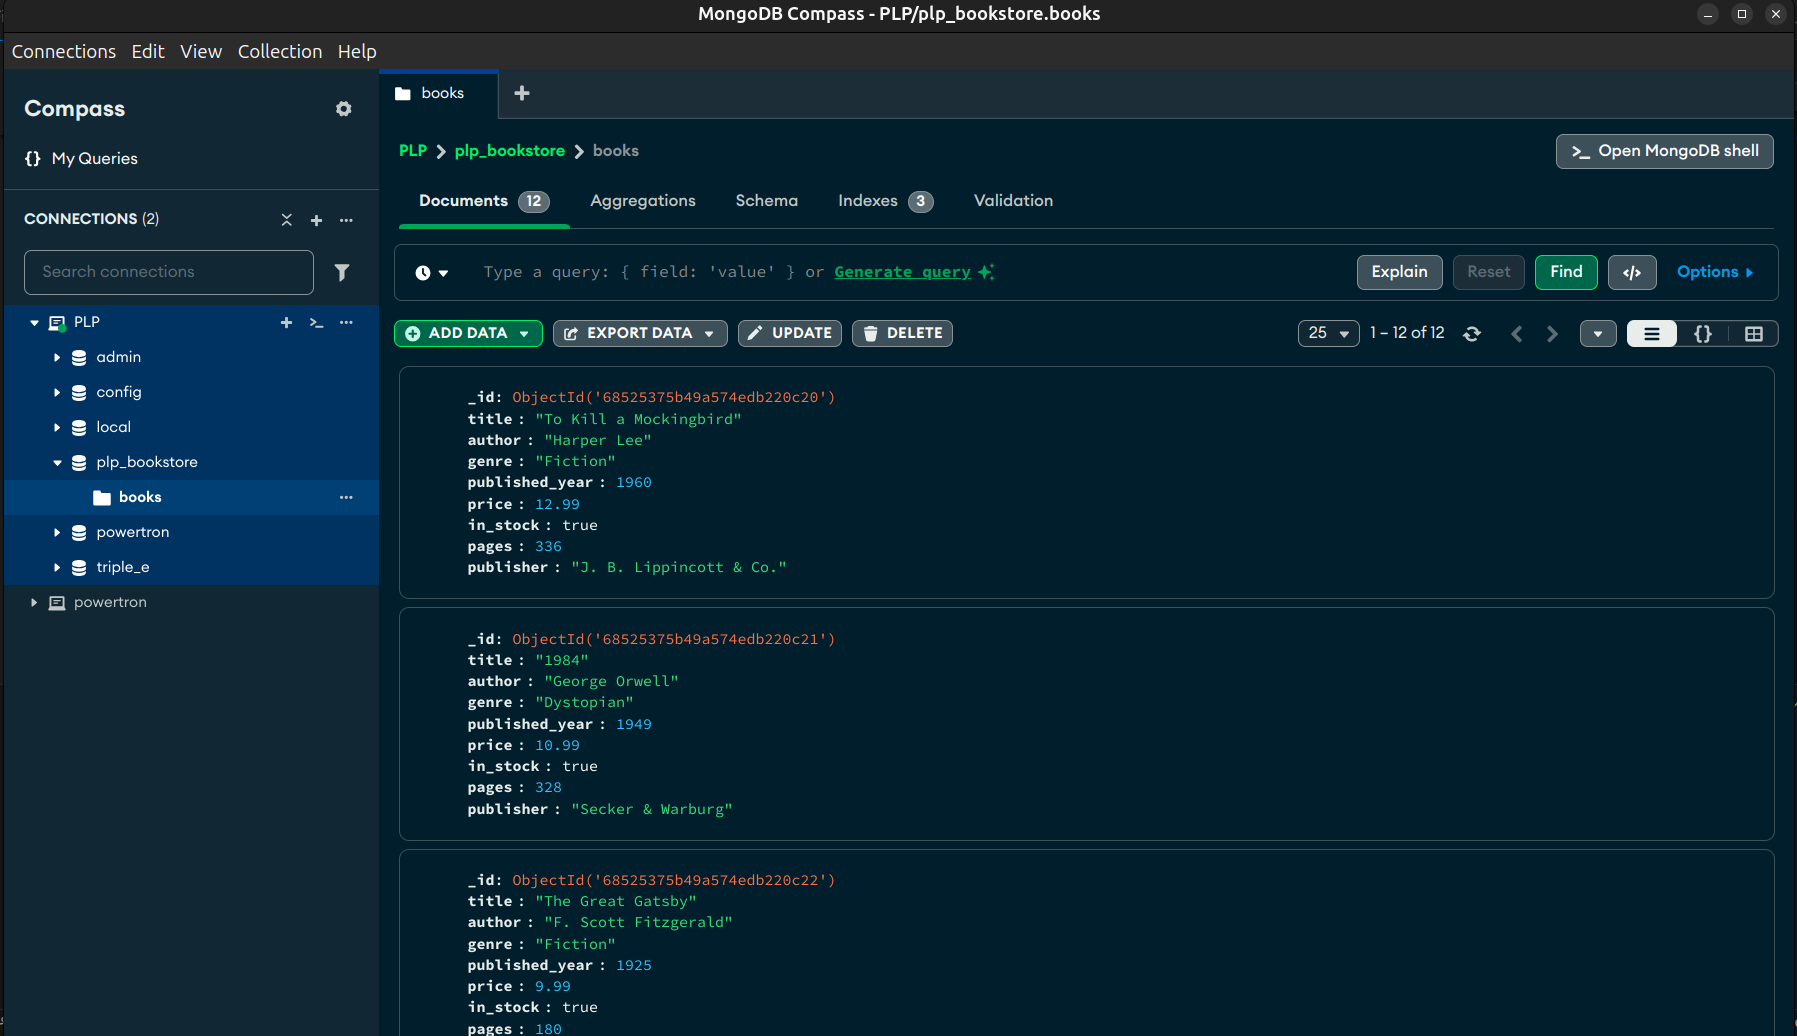 MongoDB Compass - PLP/plp_bookstore.books
Connections Edit View Collection Help
Compass
{} My Queries
CONNECTIONS (2)
Search connections
PLP
admin
config
local
plp_bookstore
books
powertron
triple_e
powertron
books
PLP > plp_bookstore > books
>_ Open MongoDB shell
Documents 12 Aggregations Schema Indexes 3 Validation
Type a query: { field: 'value' } or Generate query
Explain Reset Find </> Options
ADD DATA EXPORT DATA UPDATE DELETE
25 1 – 12 of 12 {}
_id: ObjectId('68525375b49a574edb220c20')
title : "To Kill a Mockingbird"
author : "Harper Lee"
genre : "Fiction"
published_year : 1960
price : 12.99
in_stock : true
pages : 336
publisher : "J. B. Lippincott & Co."
_id: ObjectId('68525375b49a574edb220c21')
title : "1984"
author : "George Orwell"
genre : "Dystopian"
published_year : 1949
price : 10.99
in_stock : true
pages : 328
publisher : "Secker & Warburg"
_id: ObjectId('68525375b49a574edb220c22')
title : "The Great Gatsby"
author : "F. Scott Fitzgerald"
genre : "Fiction"
published_year : 1925
price : 9.99
in_stock : true
pages : 180